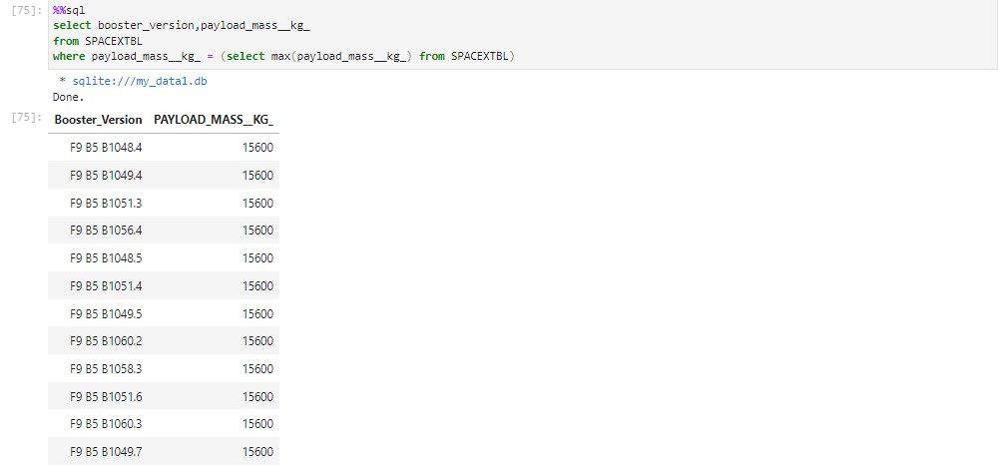 [75]: %%sql
select booster_version,payload_mass__kg_
from SPACEXTBL
where payload_mass__kg_ = (select max(payload_mass__kg_) from SPACEXTBL)
* sqlite:///my_data1.db
Done.
[75]: Booster_Version PAYLOAD_MASS__KG_
F9 B5 B1048.4 15600
F9 B5 B1049.4 15600
F9 B5 B1051.3 15600
F9 B5 B1056.4 15600
F9 B5 B1048.5 15600
F9 B5 B1051.4 15600
F9 B5 B1049.5 15600
F9 B5 B1060.2 15600
F9 B5 B1058.3 15600
F9 B5 B1051.6 15600
F9 B5 B1060.3 15600
F9 B5 B1049.7 15600